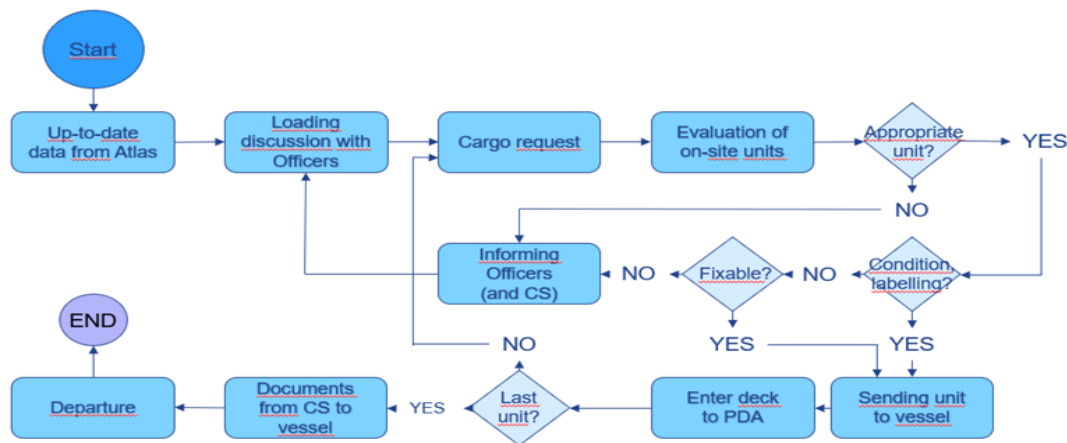 Start
Up-to-date
data from Atlas
Loading
discussion with
Officers
Cargo request
Evaluation of
on-site units
Appropriate
unit?
YES
NO
Informing
Officers
(and CS)
NO
Fixable?
NO
Condition,
labelling?
YES
YES
END
NO
Departure
Documents
from CS to
vessel
YES
Last
unit?
Enter deck
to PDA
Sending unit
to vessel